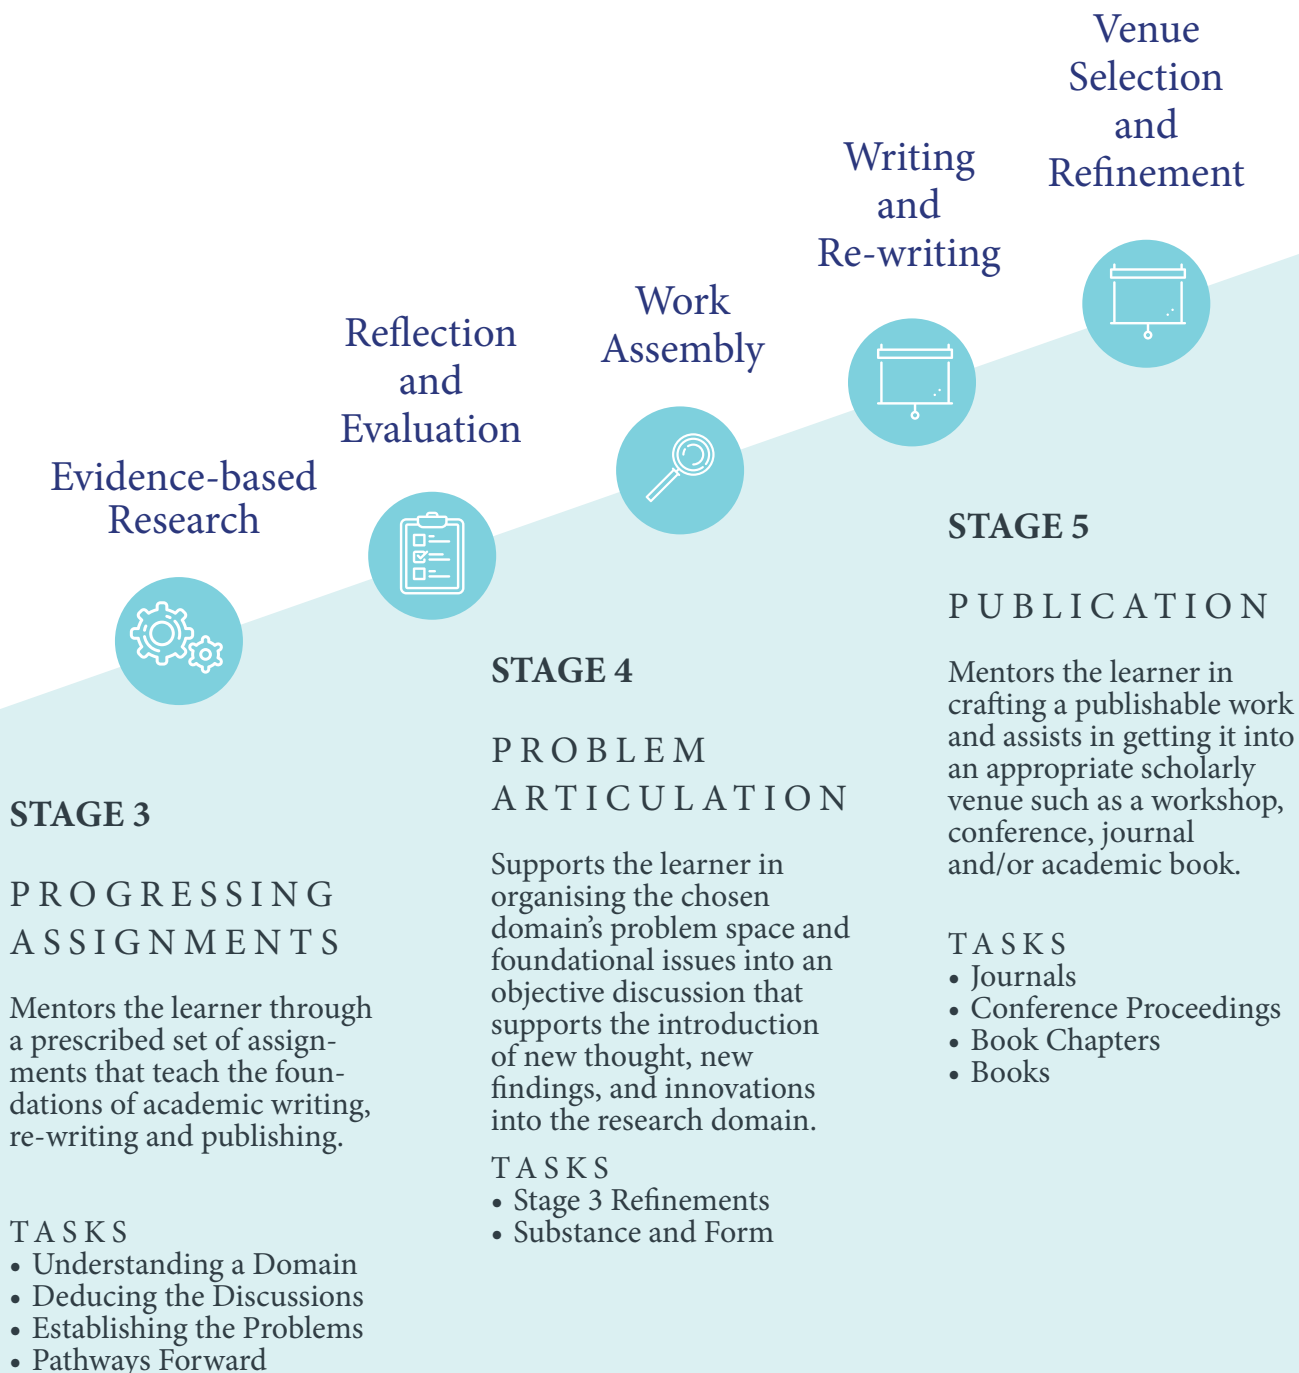 Evidence-based
Research
Reflection
and
Evaluation
Work
Assembly
Writing
and
Re-writing
Venue
Selection
and
Refinement
STAGE 3
PROGRESSING
ASSIGNMENTS
Mentors the learner through
a prescribed set of assign-
ments that teach the foun-
dations of academic writing,
re-writing and publishing.
TASKS
• Understanding a Domain
• Deducing the Discussions
• Establishing the Problems
• Pathways Forward
STAGE 4
PROBLEM
ARTICULATION
Supports the learner in
organising the chosen
domain’s problem space and
foundational issues into an
objective discussion that
supports the introduction
of new thought, new
findings, and innovations
into the research domain.
TASKS
• Stage 3 Refinements
• Substance and Form
STAGE 5
PUBLICATION
Mentors the learner in
crafting a publishable work
and assists in getting it into
an appropriate scholarly
venue such as a workshop,
conference, journal
and/or academic book.
TASKS
• Journals
• Conference Proceedings
• Book Chapters
• Books